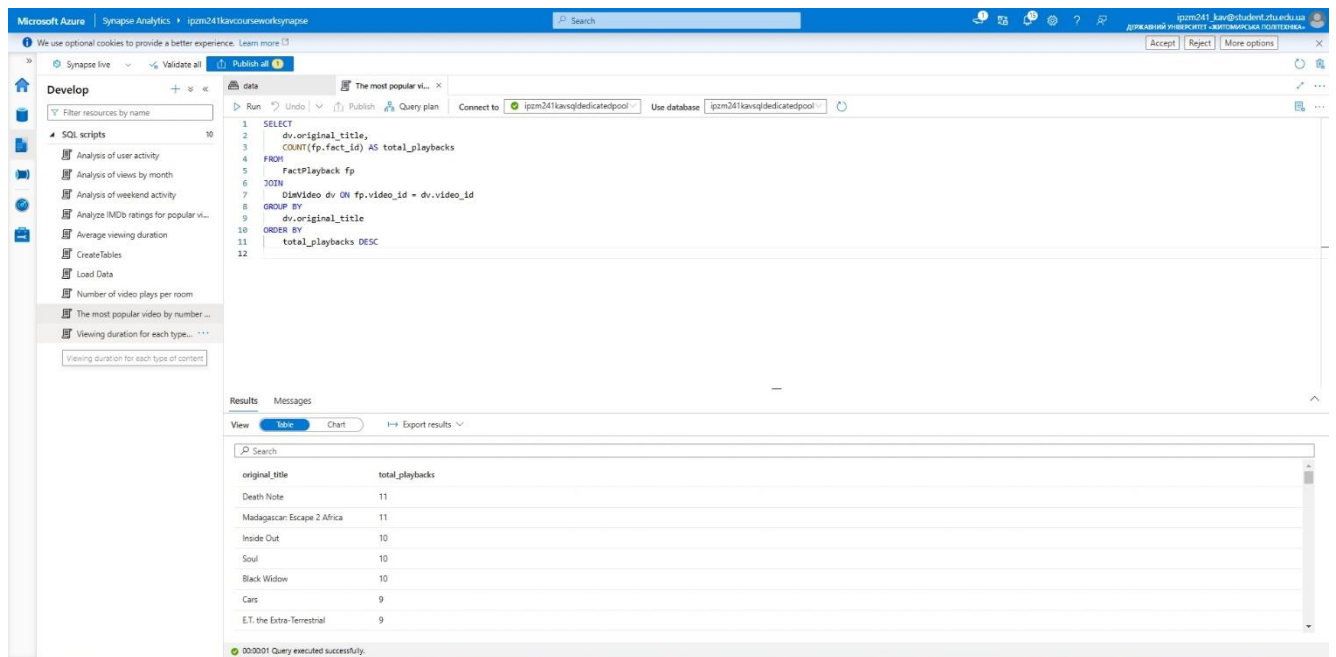 Microsoft Azure | Synapse Analytics ▸ ipzm241kavcourseworksynapse
Search
ipzm241_kav@student.ztu.edu.ua
ДЕРЖАВНИЙ УНІВЕРСИТЕТ «ЖИТОМИРСЬКА ПОЛІТЕХНІКА»
We use optional cookies to provide a better experience. Learn more
Accept Reject More options
Synapse live Validate all Publish all 1
Develop
Filter resources by name
SQL scripts 10
Analysis of user activity
Analysis of views by month
Analysis of weekend activity
Analyze IMDb ratings for popular vi...
Average viewing duration
CreateTables
Load Data
Number of video plays per room
The most popular video by number ...
Viewing duration for each type...
Viewing duration for each type of content
data The most popular vi...
Run Undo Publish Query plan Connect to ipzm241kavsqldedicatedpool Use database ipzm241kavsqldedicatedpool
1 SELECT
2 dv.original_title,
3 COUNT(fp.fact_id) AS total_playbacks
4 FROM
5 FactPlayback fp
6 JOIN
7 DimVideo dv ON fp.video_id = dv.video_id
8 GROUP BY
9 dv.original_title
10 ORDER BY
11 total_playbacks DESC
12
Results Messages
View Table Chart Export results
Search
original_title total_playbacks
Death Note 11
Madagascar: Escape 2 Africa 11
Inside Out 10
Soul 10
Black Widow 10
Cars 9
E.T. the Extra-Terrestrial 9
00:00:01 Query executed successfully.